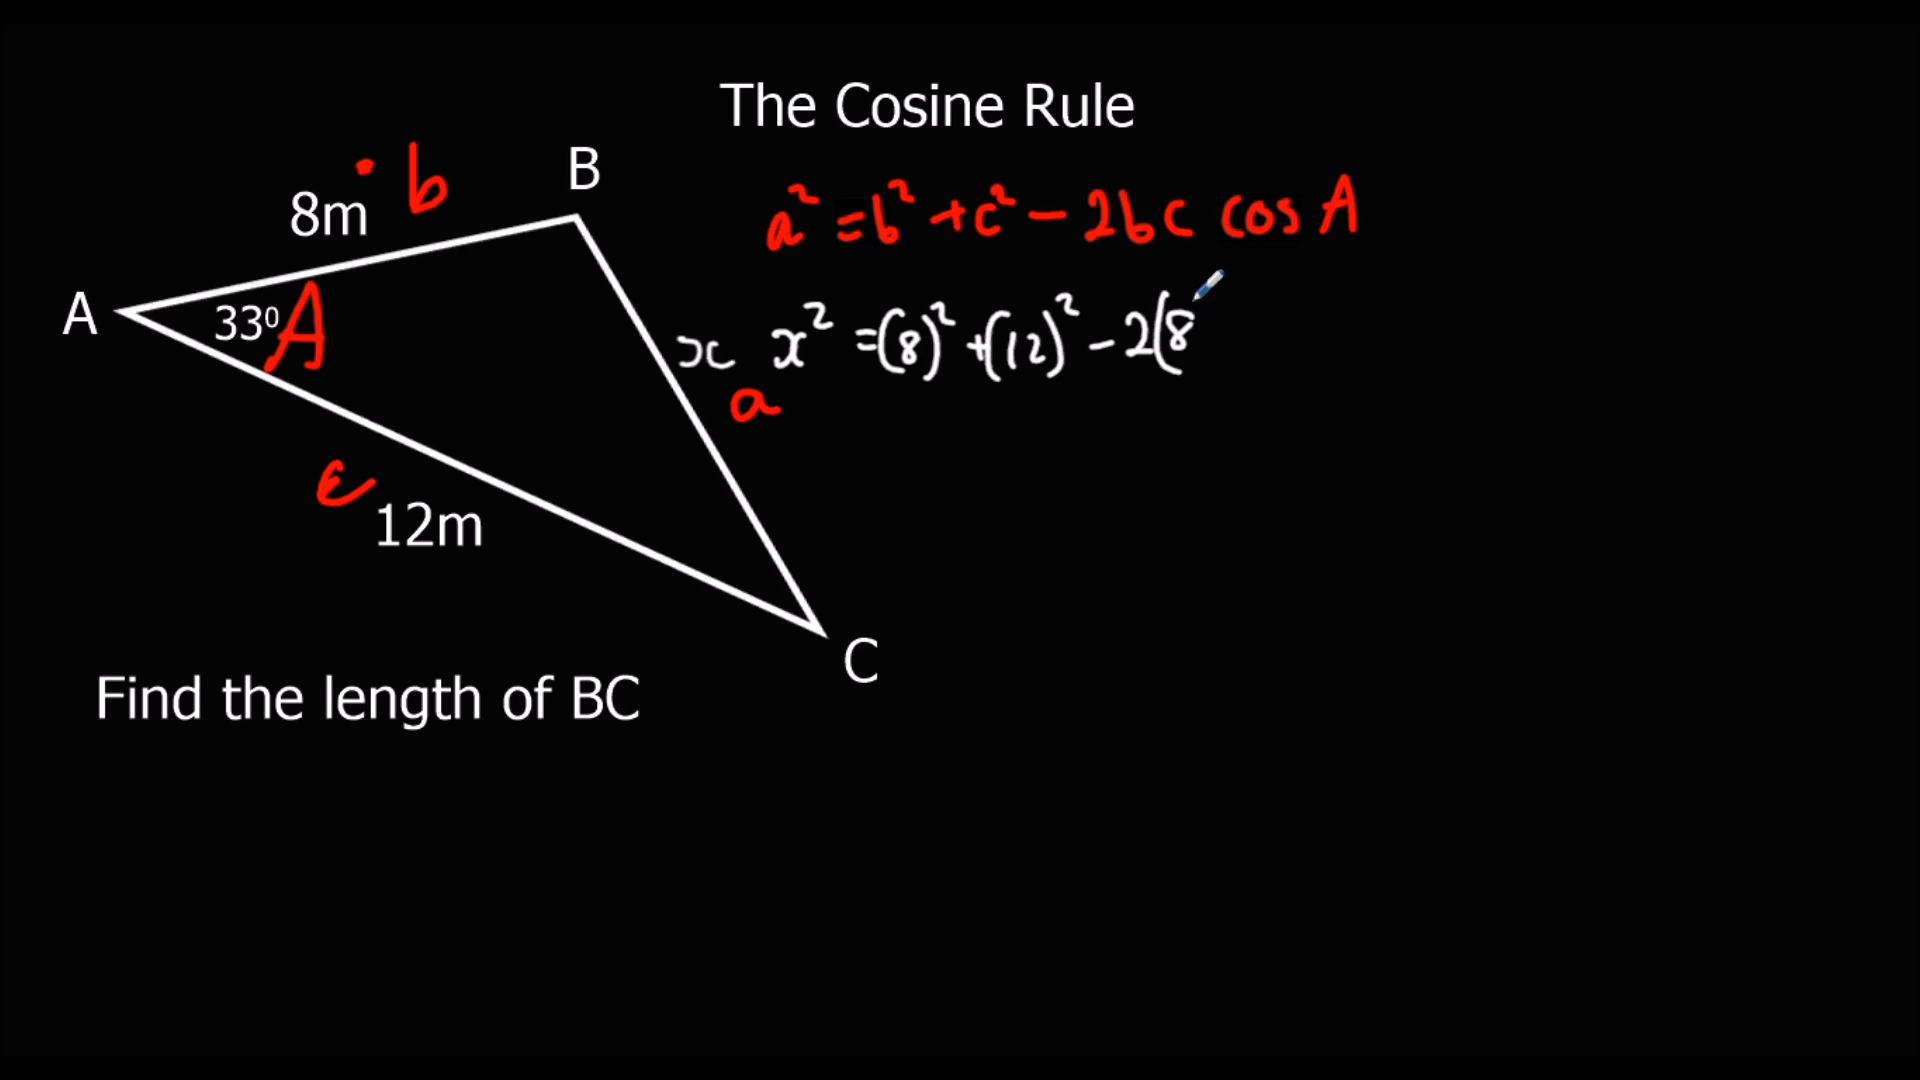 The Cosine Rule
B
8m
b
a² = b² + c² - 2bc cos A
A
33⁰
A
x
x² = (8)² + (12)² - 2(8
a
c
12m
C
Find the length of BC